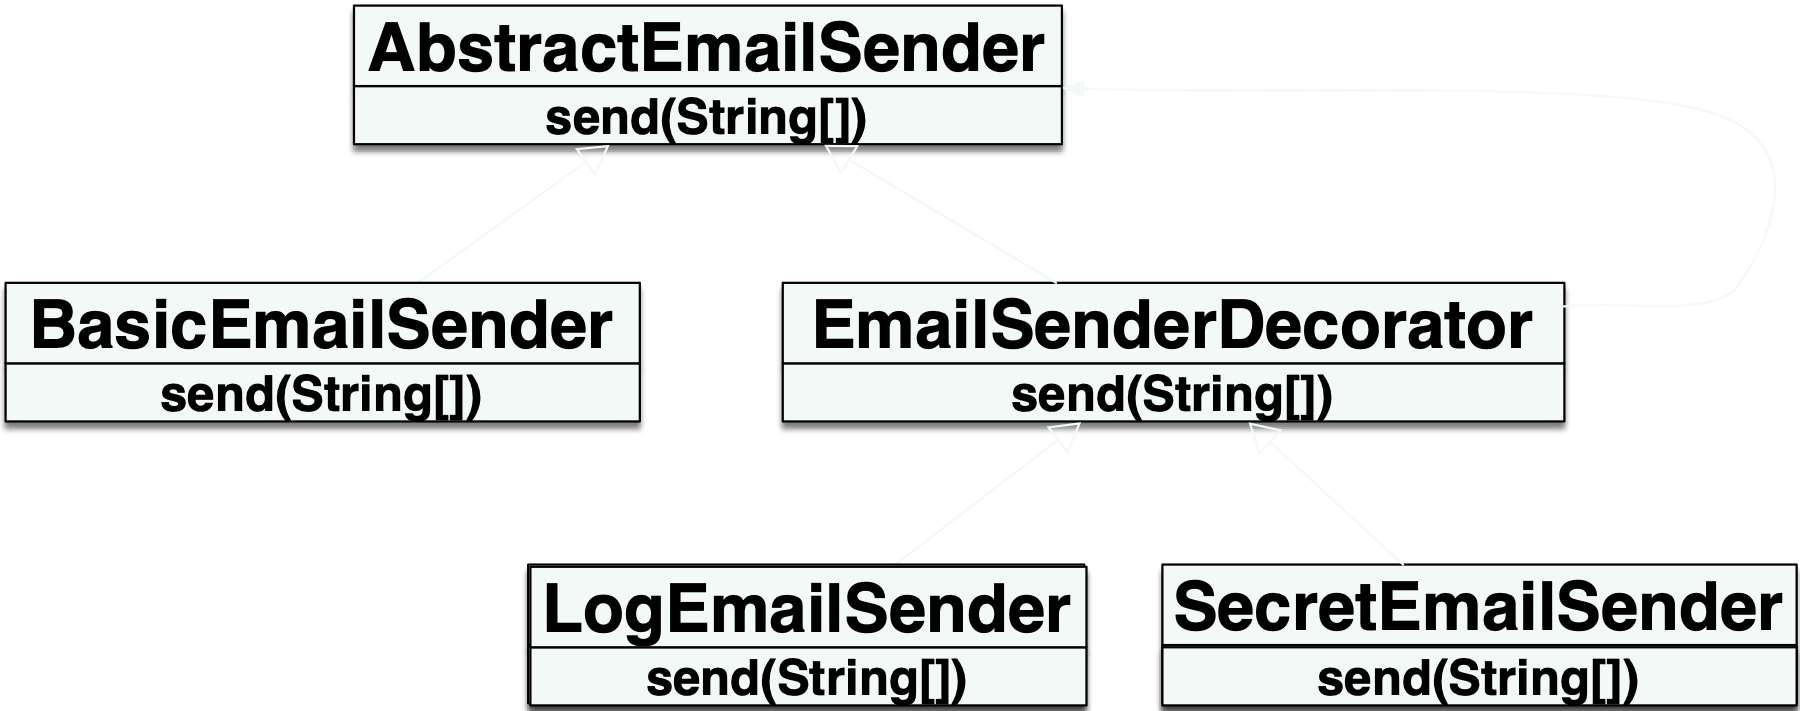 AbstractEmailSender
send(String[])
BasicEmailSender
send(String[])
EmailSenderDecorator
send(String[])
LogEmailSender
send(String[])
SecretEmailSender
send(String[])